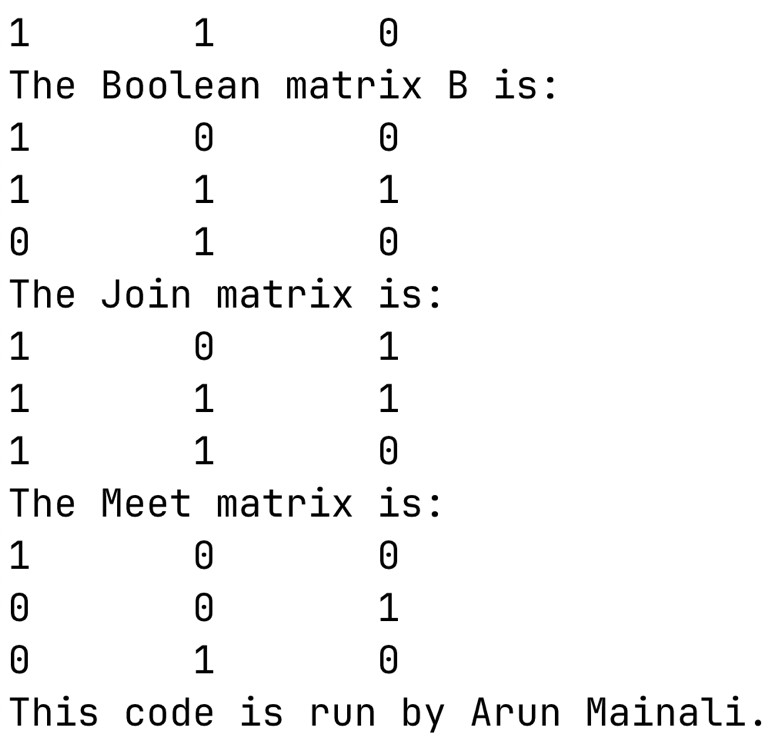 1 1 0
The Boolean matrix B is:
1 0 0
1 1 1
0 1 0
The Join matrix is:
1 0 1
1 1 1
1 1 0
The Meet matrix is:
1 0 0
0 0 1
0 1 0
This code is run by Arun Mainali.